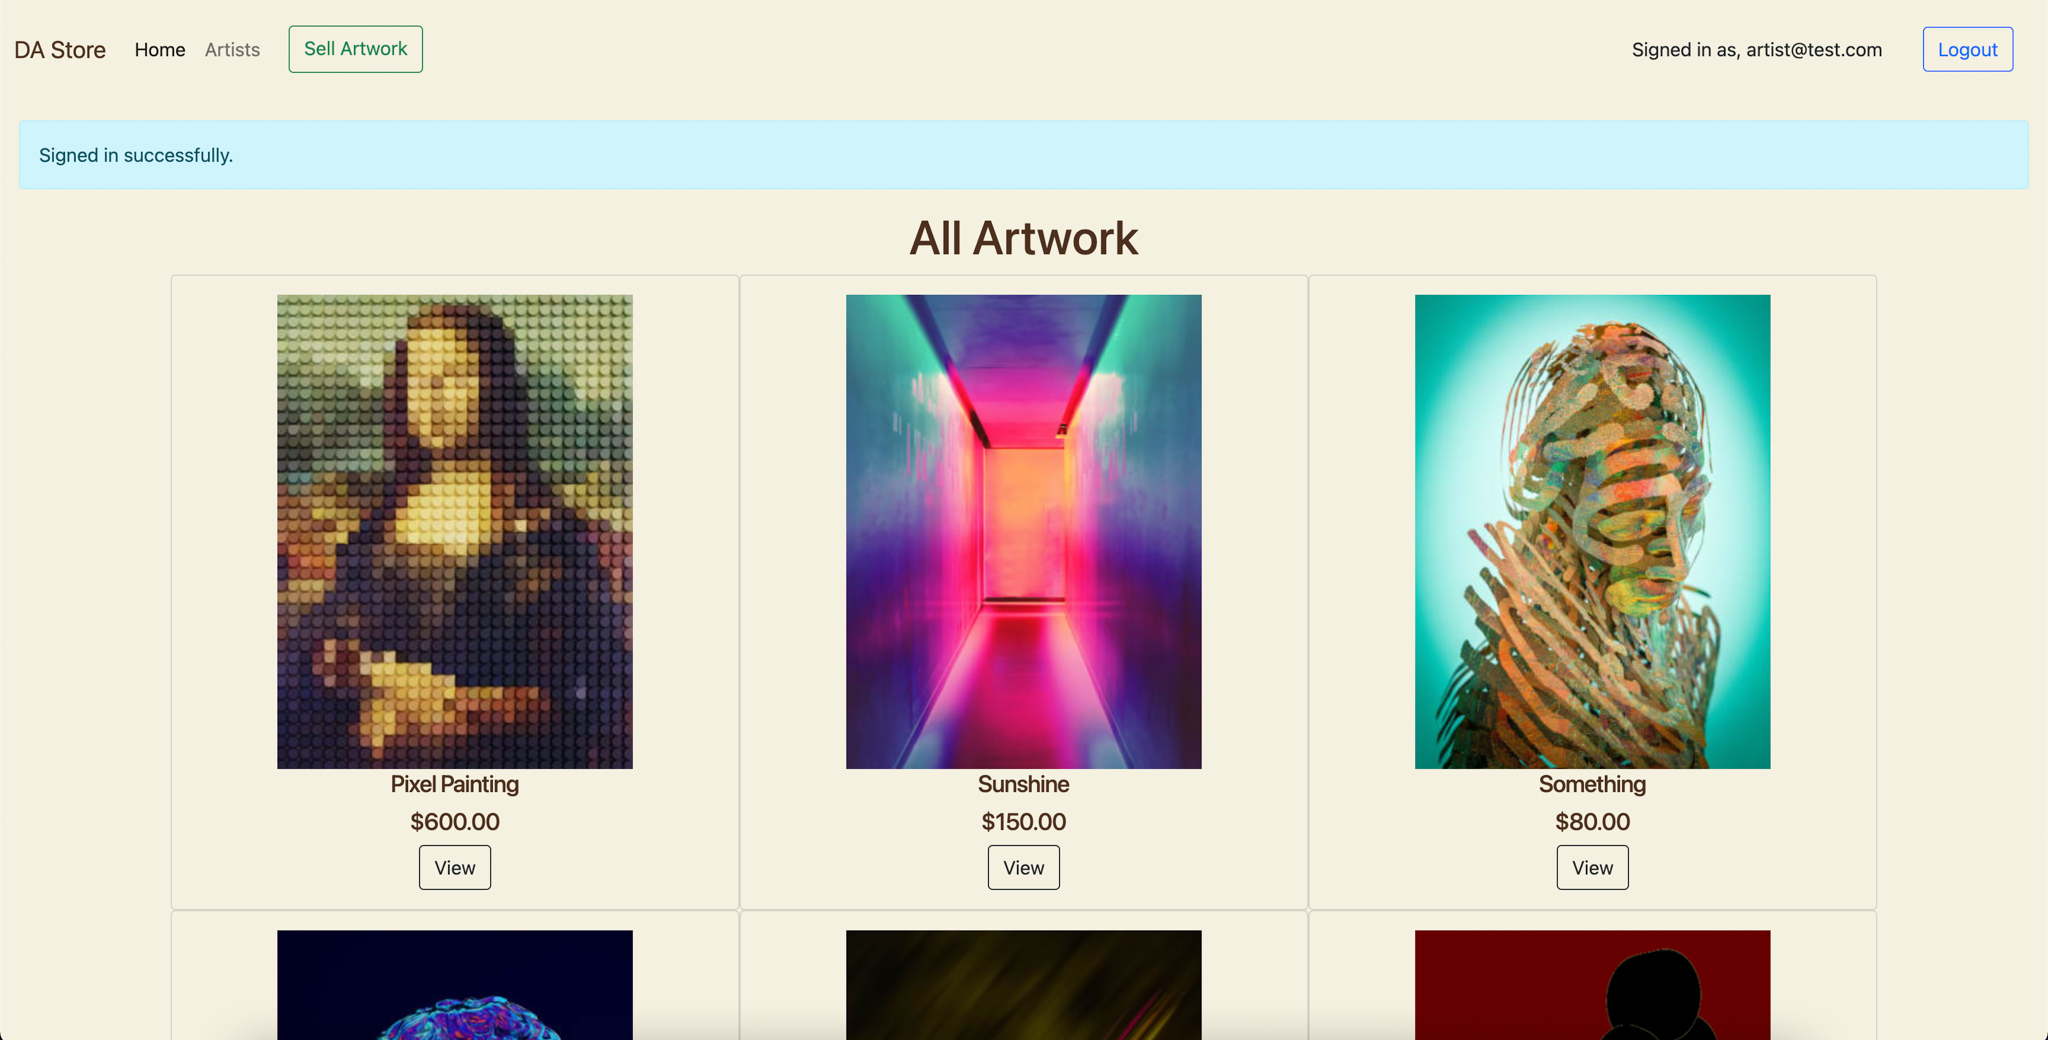 DA Store Home Artists Sell Artwork Signed in as, artist@test.com Logout
Signed in successfully.
All Artwork
Pixel Painting
$600.00
View
Sunshine
$150.00
View
Something
$80.00
View